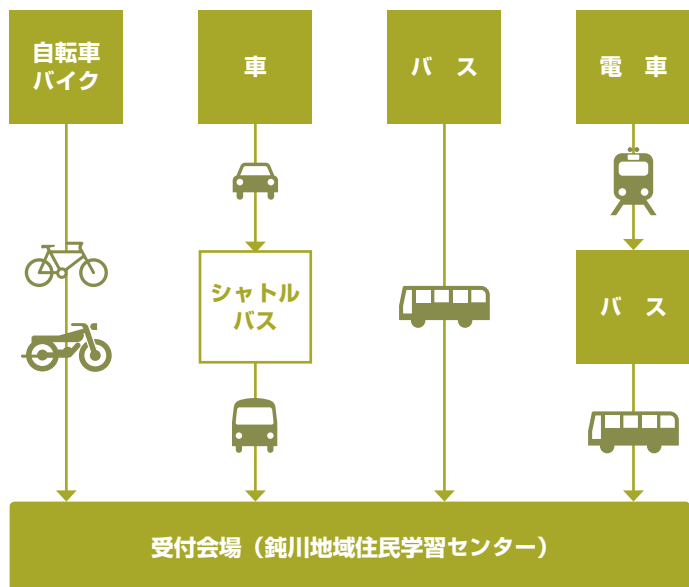 自転車
バイク
車
バ ス
電 車
シャトル
バス
バ ス
受付会場（鈍川地域住民学習センター）